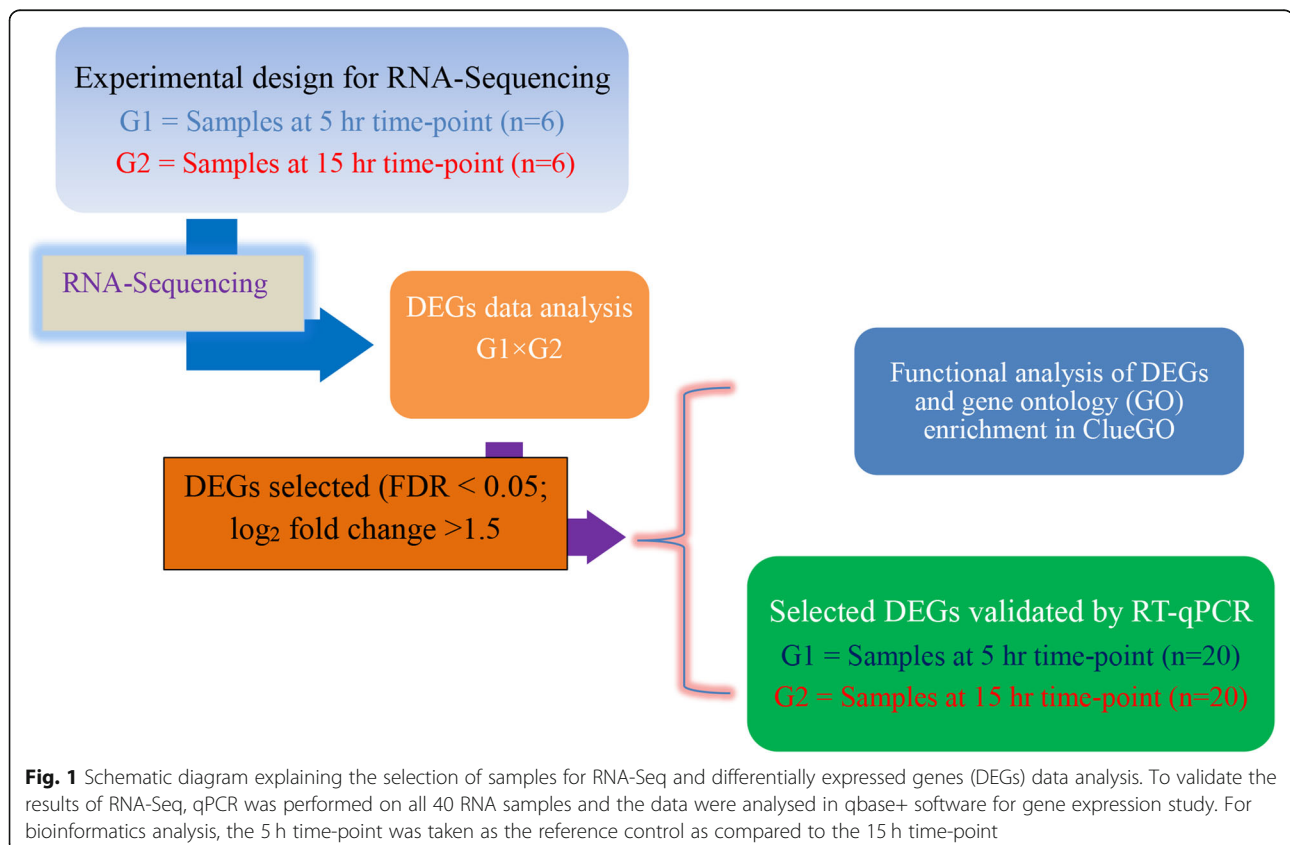 Experimental design for RNA-Sequencing
G1 = Samples at 5 hr time-point (n=6)
G2 = Samples at 15 hr time-point (n=6)
RNA-Sequencing
DEGs data analysis
G1×G2
DEGs selected (FDR < 0.05;
log₂ fold change >1.5
Functional analysis of DEGs
and gene ontology (GO)
enrichment in ClueGO
Selected DEGs validated by RT-qPCR
G1 = Samples at 5 hr time-point (n=20)
G2 = Samples at 15 hr time-point (n=20)
Fig. 1 Schematic diagram explaining the selection of samples for RNA-Seq and differentially expressed genes (DEGs) data analysis. To validate the
results of RNA-Seq, qPCR was performed on all 40 RNA samples and the data were analysed in qbase+ software for gene expression study. For
bioinformatics analysis, the 5 h time-point was taken as the reference control as compared to the 15 h time-point